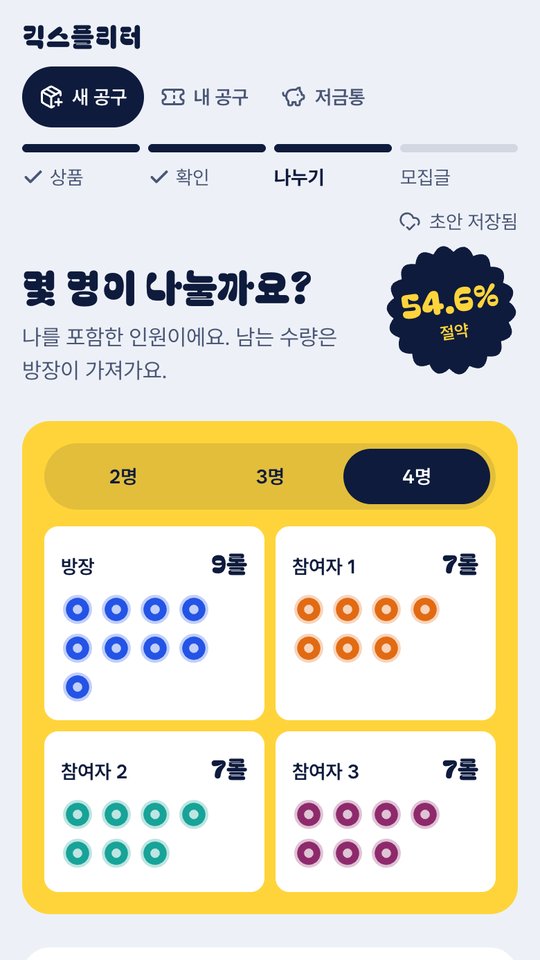 긱스플리터
새 공구 내 공구 저금통
상품 확인 나누기 모집글
초안 저장됨
몇 명이 나눌까요?
54.6%
절약
나를 포함한 인원이에요. 남는 수량은
방장이 가져가요.
2명 3명 4명
방장 9롤 참여자 1 7롤
참여자 2 7롤 참여자 3 7롤